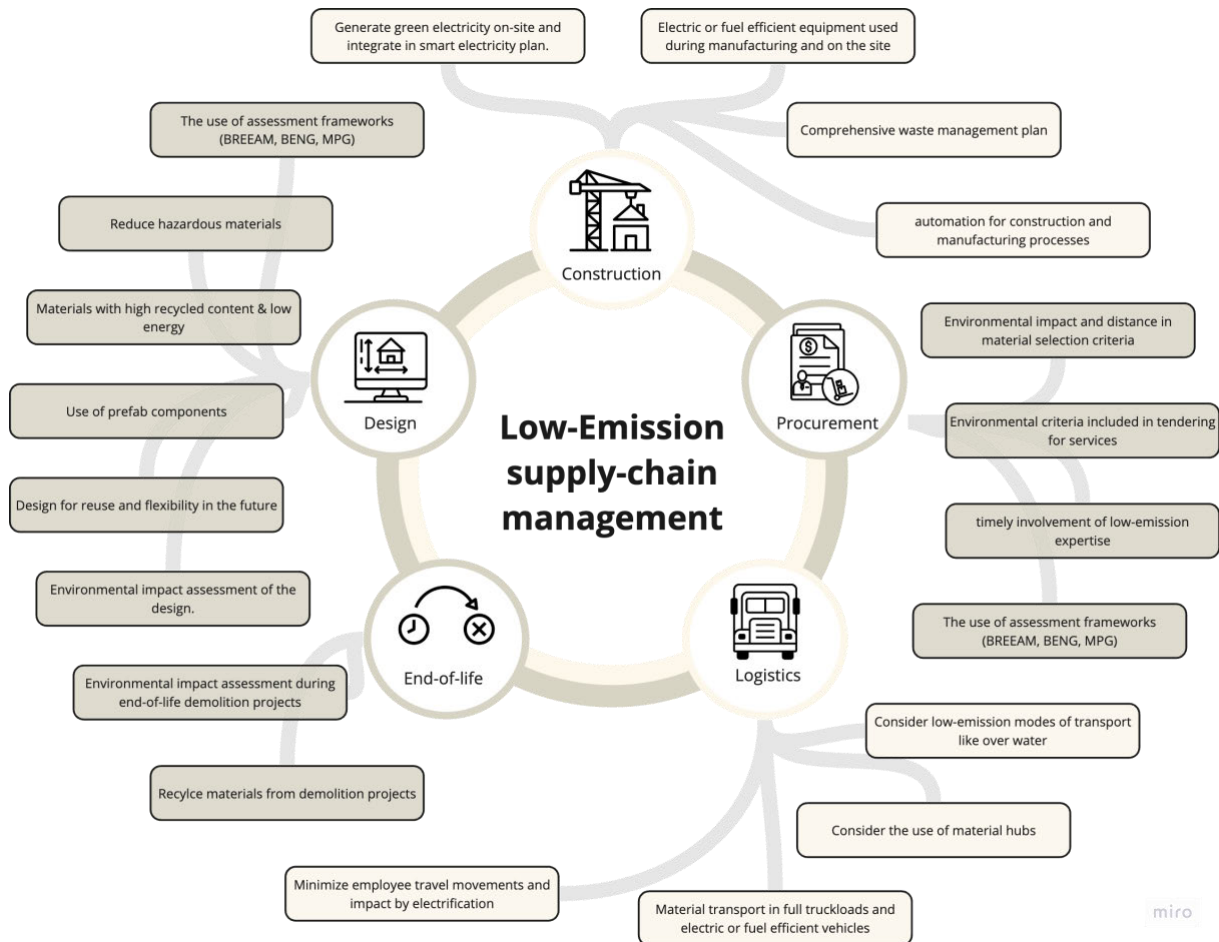 Generate green electricity on-site and
integrate in smart electricity plan.
Electric or fuel efficient equipment used
during manufacturing and on the site
The use of assessment frameworks
(BREEAM, BENG, MPG)
Comprehensive waste management plan
Reduce hazardous materials
automation for construction and
manufacturing processes
Construction
Materials with high recycled content & low
energy
Environmental impact and distance in
material selection criteria
Design
Procurement
Use of prefab components
Environmental criteria included in tendering
for services
Low-Emission
supply-chain
management
Design for reuse and flexibility in the future
timely involvement of low-emission
expertise
Environmental impact assessment of the
design.
The use of assessment frameworks
(BREEAM, BENG, MPG)
End-of-life
Logistics
Environmental impact assessment during
end-of-life demolition projects
Consider low-emission modes of transport
like over water
Recylce materials from demolition projects
Consider the use of material hubs
Minimize employee travel movements and
impact by electrification
Material transport in full truckloads and
electric or fuel efficient vehicles
miro